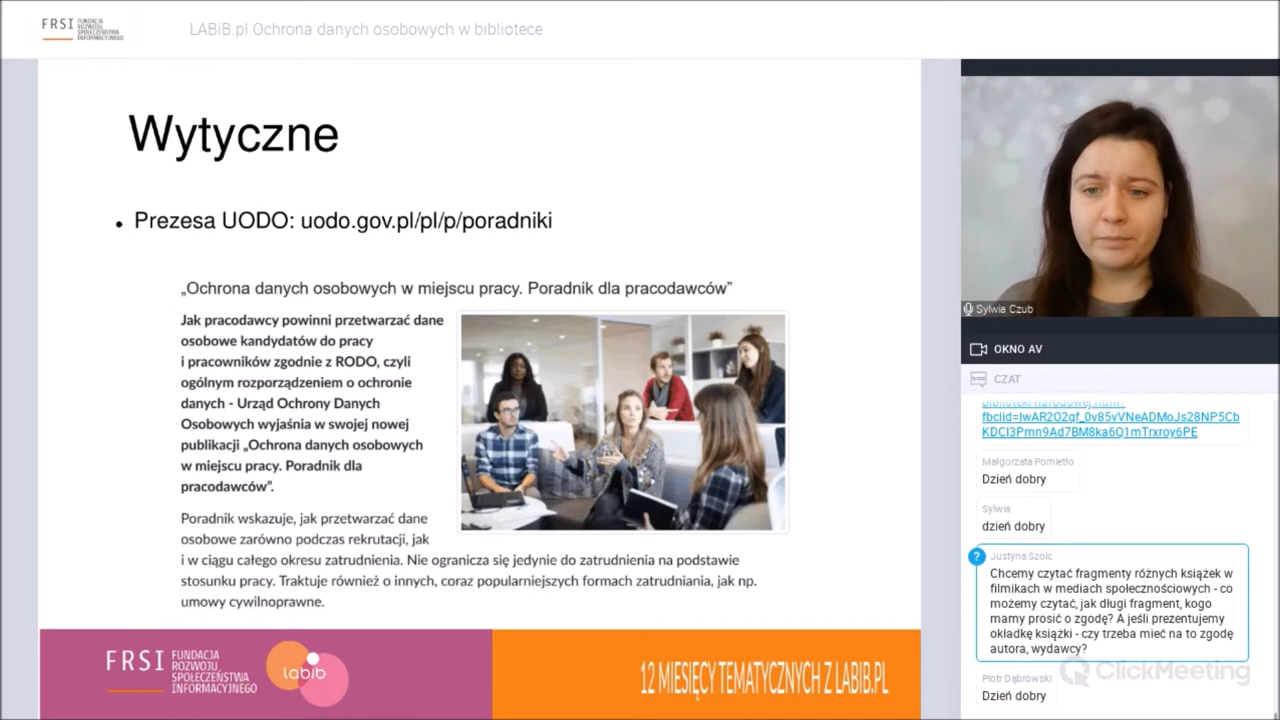 FRSI FUNDACJA
ROZWOJU
SPOŁECZEŃSTWA
INFORMACYJNEGO
LABiB.pl Ochrona danych osobowych w bibliotece
Wytyczne
• Prezesa UODO: uodo.gov.pl/pl/p/poradniki
„Ochrona danych osobowych w miejscu pracy. Poradnik dla pracodawców”
Jak pracodawcy powinni przetwarzać dane
osobowe kandydatów do pracy
i pracowników zgodnie z RODO, czyli
ogólnym rozporządzeniem o ochronie
danych - Urząd Ochrony Danych
Osobowych wyjaśnia w swojej nowej
publikacji „Ochrona danych osobowych
w miejscu pracy. Poradnik dla
pracodawców”.
Poradnik wskazuje, jak przetwarzać dane
osobowe zarówno podczas rekrutacji, jak
i w ciągu całego okresu zatrudnienia. Nie ogranicza się jedynie do zatrudnienia na podstawie
stosunku pracy. Traktuje również o innych, coraz popularniejszych formach zatrudniania, jak np.
umowy cywilnoprawne.
FRSI FUNDACJA
ROZWOJU
SPOŁECZEŃSTWA
INFORMACYJNEGO
labib
12 MIESIĘCY TEMATYCZNYCH Z LABIB.PL
Sylwia Czub
OKNO AV
CZAT
fbclid=IwAR2O2qf_0v85vVNeADMoJs28NP5Cb
KDCI3Pmn9Ad7BM8ka6Q1mTrxroy6PE
Małgorzata Pomietło
Dzień dobry
Sylwia
dzień dobry
? Justyna Szolc
Chcemy czytać fragmenty różnych książek w
filmikach w mediach społecznościowych - co
możemy czytać, jak długi fragment, kogo
mamy prosić o zgodę? A jeśli prezentujemy
okładkę książki - czy trzeba mieć na to zgodę
autora, wydawcy?
ClickMeeting
Piotr Dąbrowski
Dzień dobry